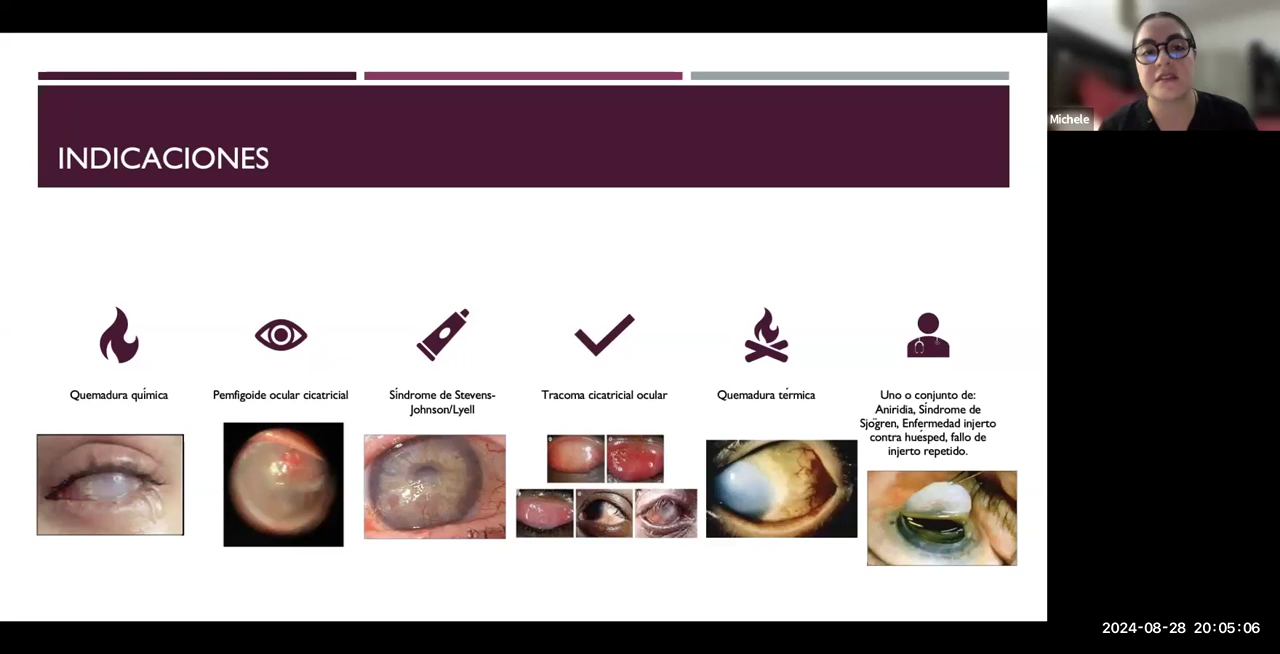 INDICACIONES
Michele
Quemadura química
Pemfigoide ocular cicatricial
Síndrome de Stevens-
Johnson/Lyell
Tracoma cicatricial ocular
Quemadura térmica
Uno o conjunto de:
Aniridia, Síndrome de
Sjögren, Enfermedad injerto
contra huésped, fallo de
injerto repetido.
2024-08-28 20:05:06